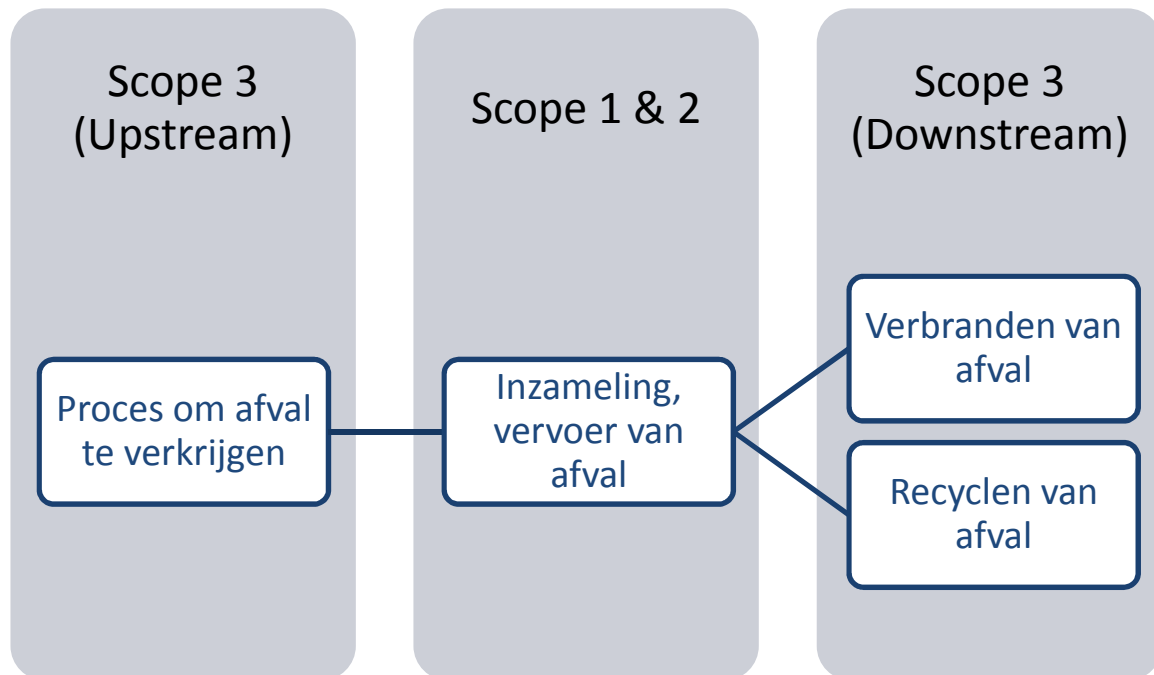 Scope 3
(Upstream)
Scope 1 & 2
Scope 3
(Downstream)
Proces om afval
te verkrijgen
Inzameling,
vervoer van
afval
Verbranden van
afval
Recyclen van
afval